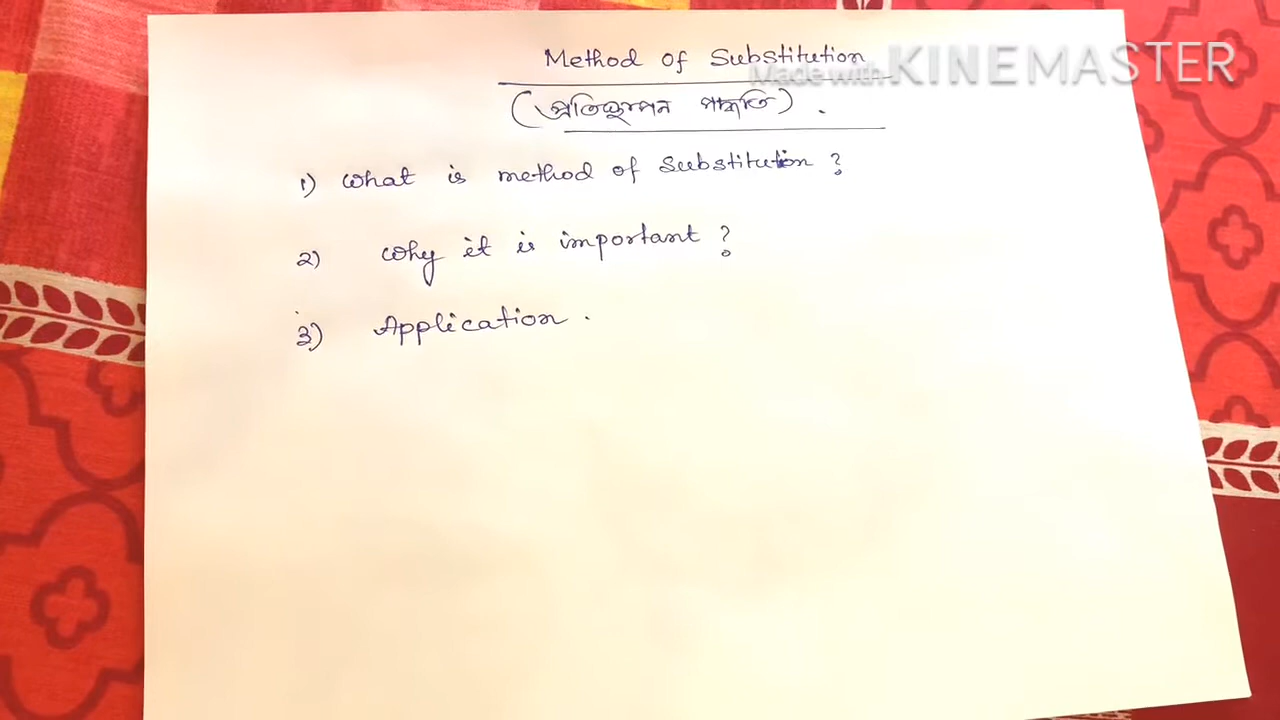 Method of Substitution
Made with KINEMASTER
(প্রতিস্থাপন পদ্ধতি).
1) What is method of Substitution ?
2) Why it is important ?
3) Application.